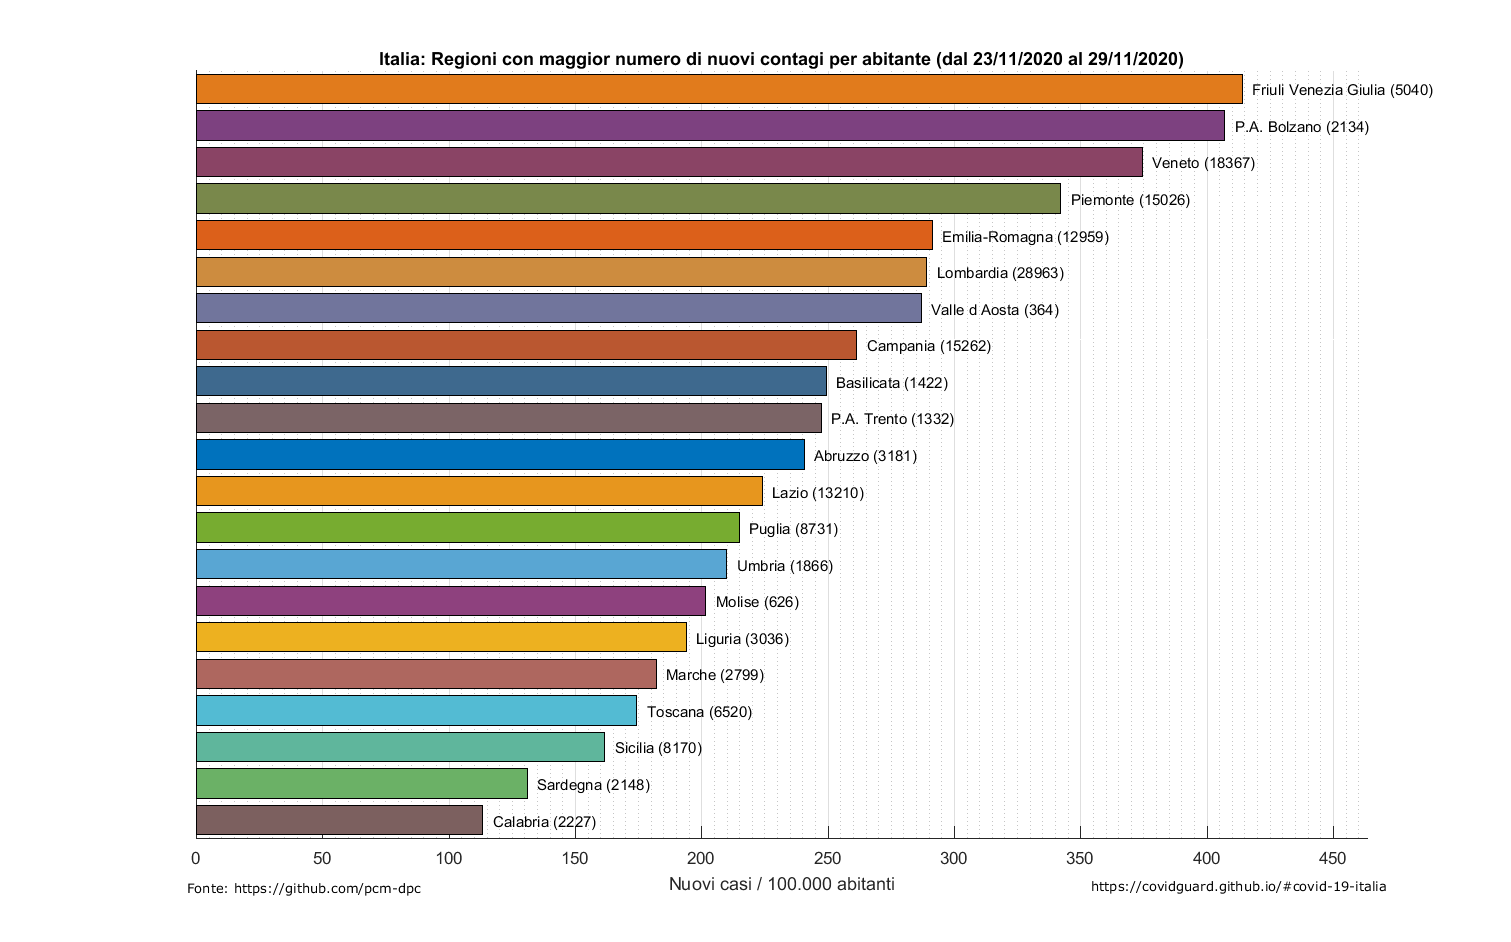 Italia: Regioni con maggior numero di nuovi contagi per abitante (dal 23/11/2020 al 29/11/2020)
Friuli Venezia Giulia (5040)
P.A. Bolzano (2134)
Veneto (18367)
Piemonte (15026)
Emilia-Romagna (12959)
Lombardia (28963)
Valle d Aosta (364)
Campania (15262)
Basilicata (1422)
P.A. Trento (1332)
Abruzzo (3181)
Lazio (13210)
Puglia (8731)
Umbria (1866)
Molise (626)
Liguria (3036)
Marche (2799)
Toscana (6520)
Sicilia (8170)
Sardegna (2148)
Calabria (2227)
0 50 100 150 200 250 300 350 400 450
Nuovi casi / 100.000 abitanti
Fonte: https://github.com/pcm-dpc
https://covidguard.github.io/#covid-19-italia